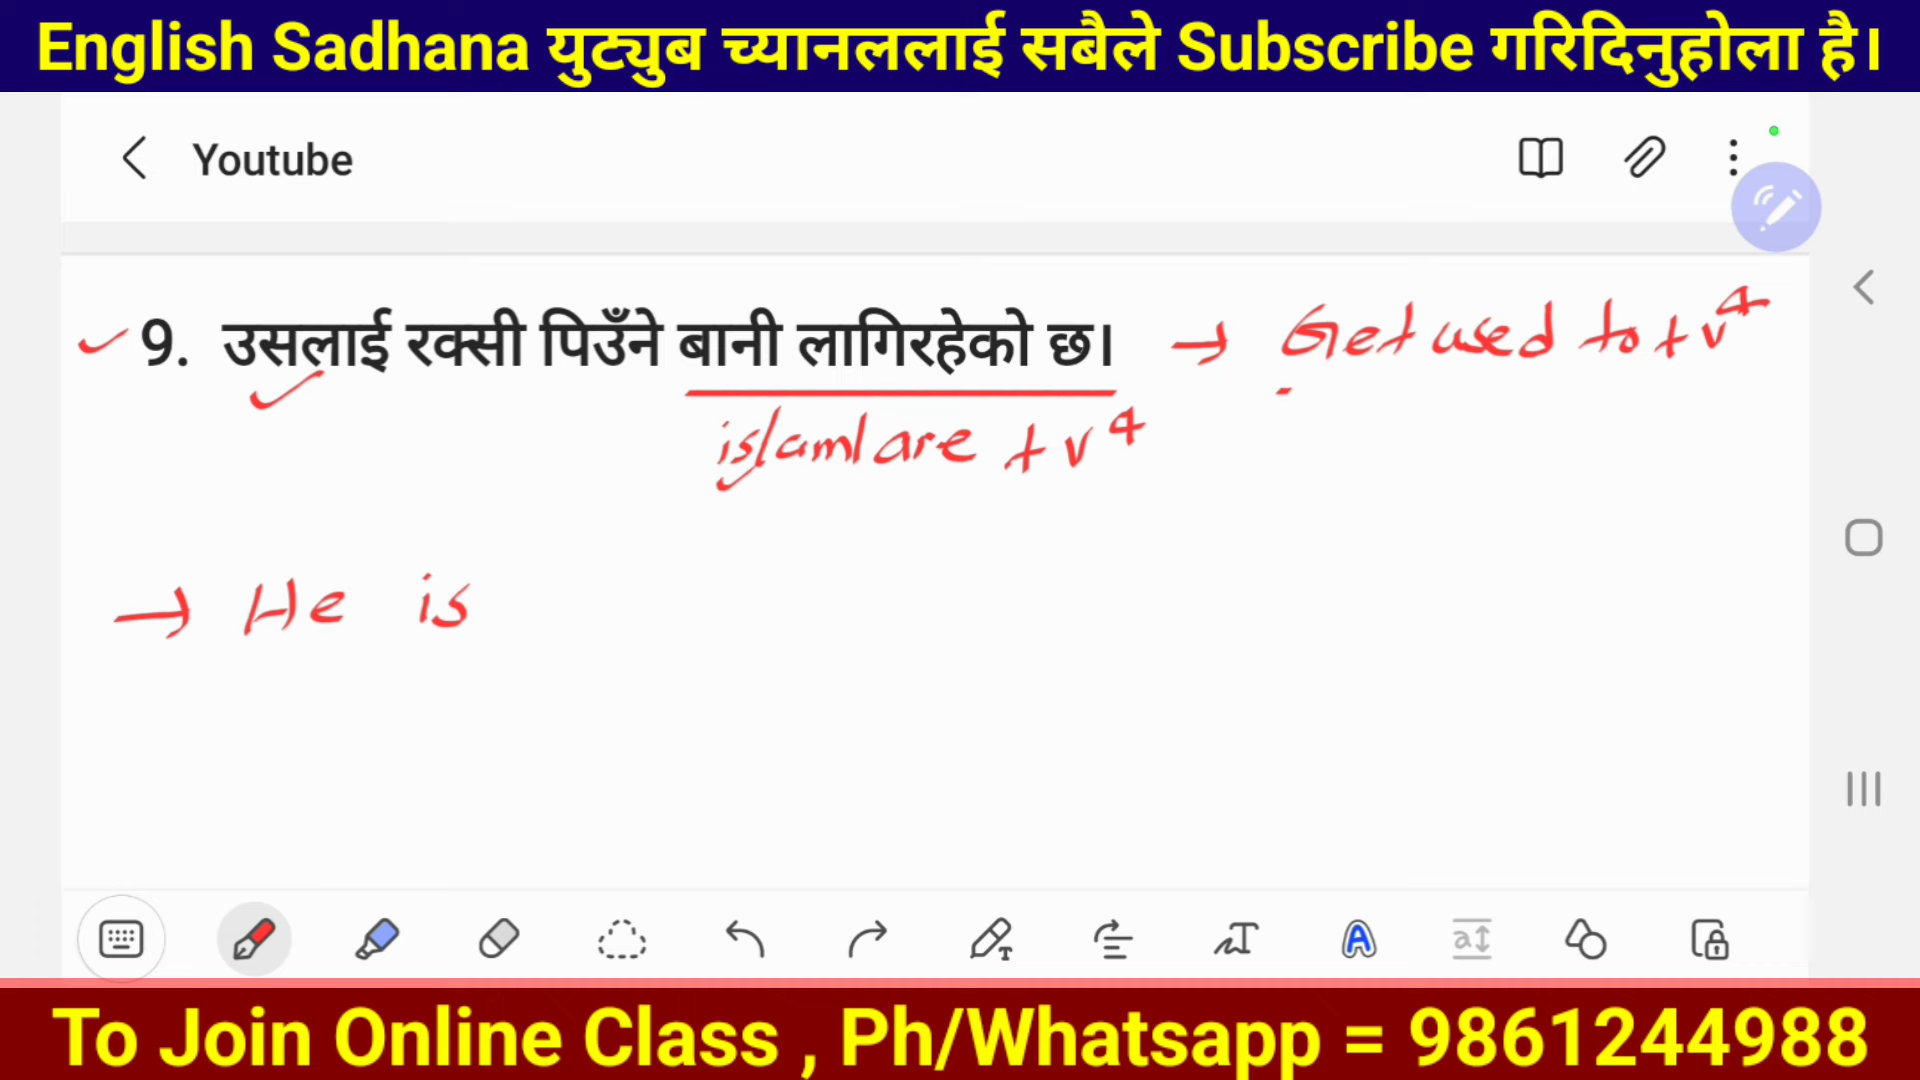 English Sadhana युट्युब च्यानललाई सबैले Subscribe गरिदिनुहोला है।
Youtube
9. उसलाई रक्सी पिउँने बानी लागिरहेको छ। → Get used to + v⁴
is/am/are + v⁴
→ He is
To Join Online Class , Ph/Whatsapp = 9861244988